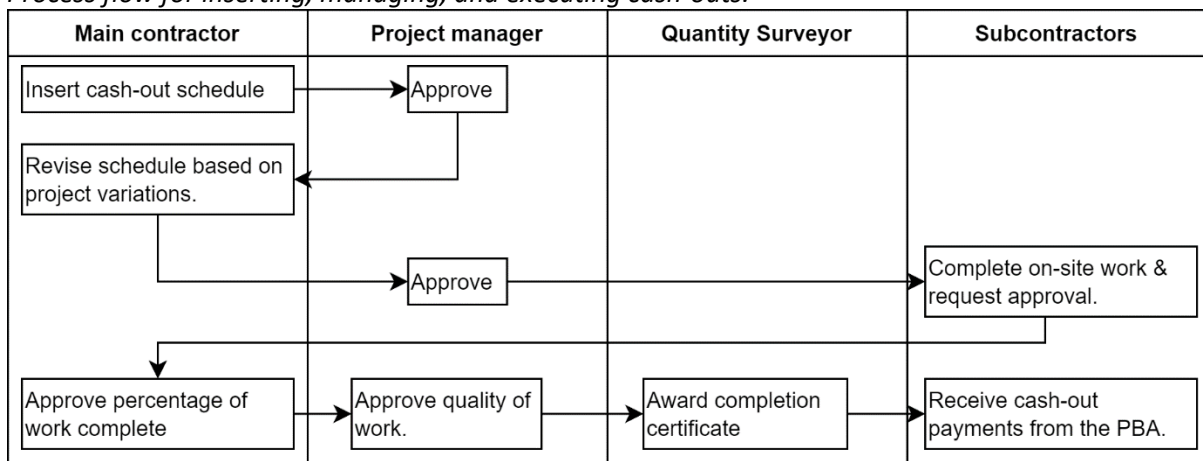 Process flow for inserting, managing, and executing cash-outs.
Main contractor
Project manager
Quantity Surveyor
Subcontractors
Insert cash-out schedule
Approve
Revise schedule based on
project variations.
Approve
Complete on-site work &
request approval.
Approve percentage of
work complete
Approve quality of
work.
Award completion
certificate
Receive cash-out
payments from the PBA.